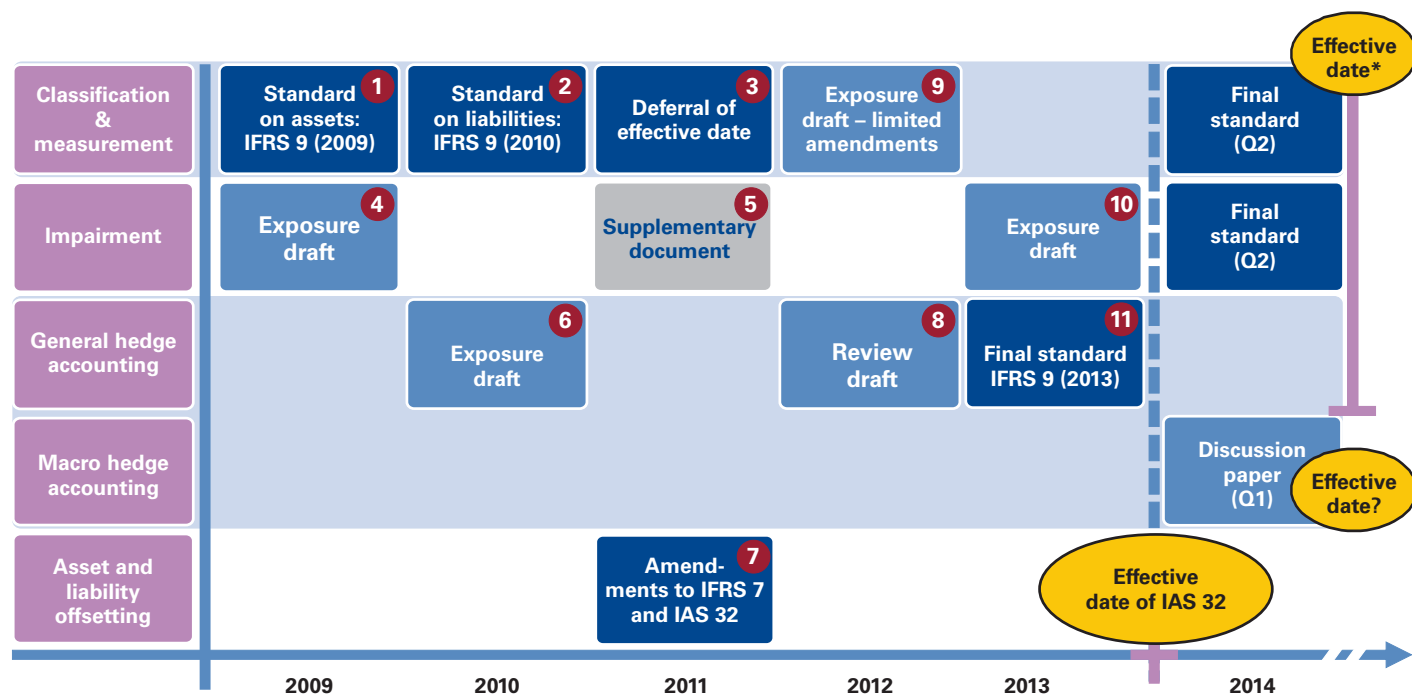 Effective
date*
Classification
&
measurement
1
Standard
on assets:
IFRS 9 (2009)
2
Standard
on liabilities:
IFRS 9 (2010)
3
Deferral of
effective date
9
Exposure
draft – limited
amendments
Final
standard
(Q2)
Impairment
4
Exposure
draft
5
Supplementary
document
10
Exposure
draft
Final
standard
(Q2)
General hedge
accounting
6
Exposure
draft
8
Review
draft
11
Final standard
IFRS 9 (2013)
Macro hedge
accounting
Discussion
paper
(Q1)
Effective
date?
Asset and
liability
offsetting
7
Amend-
ments to IFRS 7
and IAS 32
Effective
date of IAS 32
2009
2010
2011
2012
2013
2014